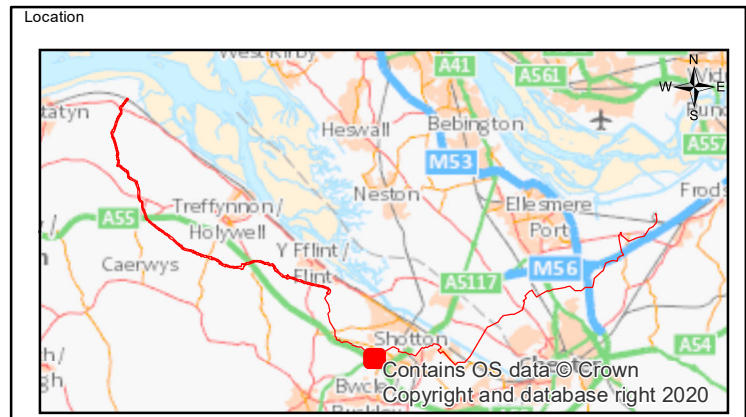 Location
West Kirby
A41
A561
N
W E
S
Heswall
Bebington
A557
M53
Neston
Frods
Treffynnon /
Holywell
A55
Ellesmere
Port
Caerwys
Y Fflint /
Flint
M56
A5117
Shotton
A54
Contains OS data © Crown
Copyright and database right 2020